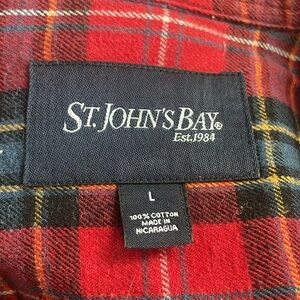 ST. JOHN'S BAY®
Est.1984
L
100% COTTON
MADE IN
NICARAGUA